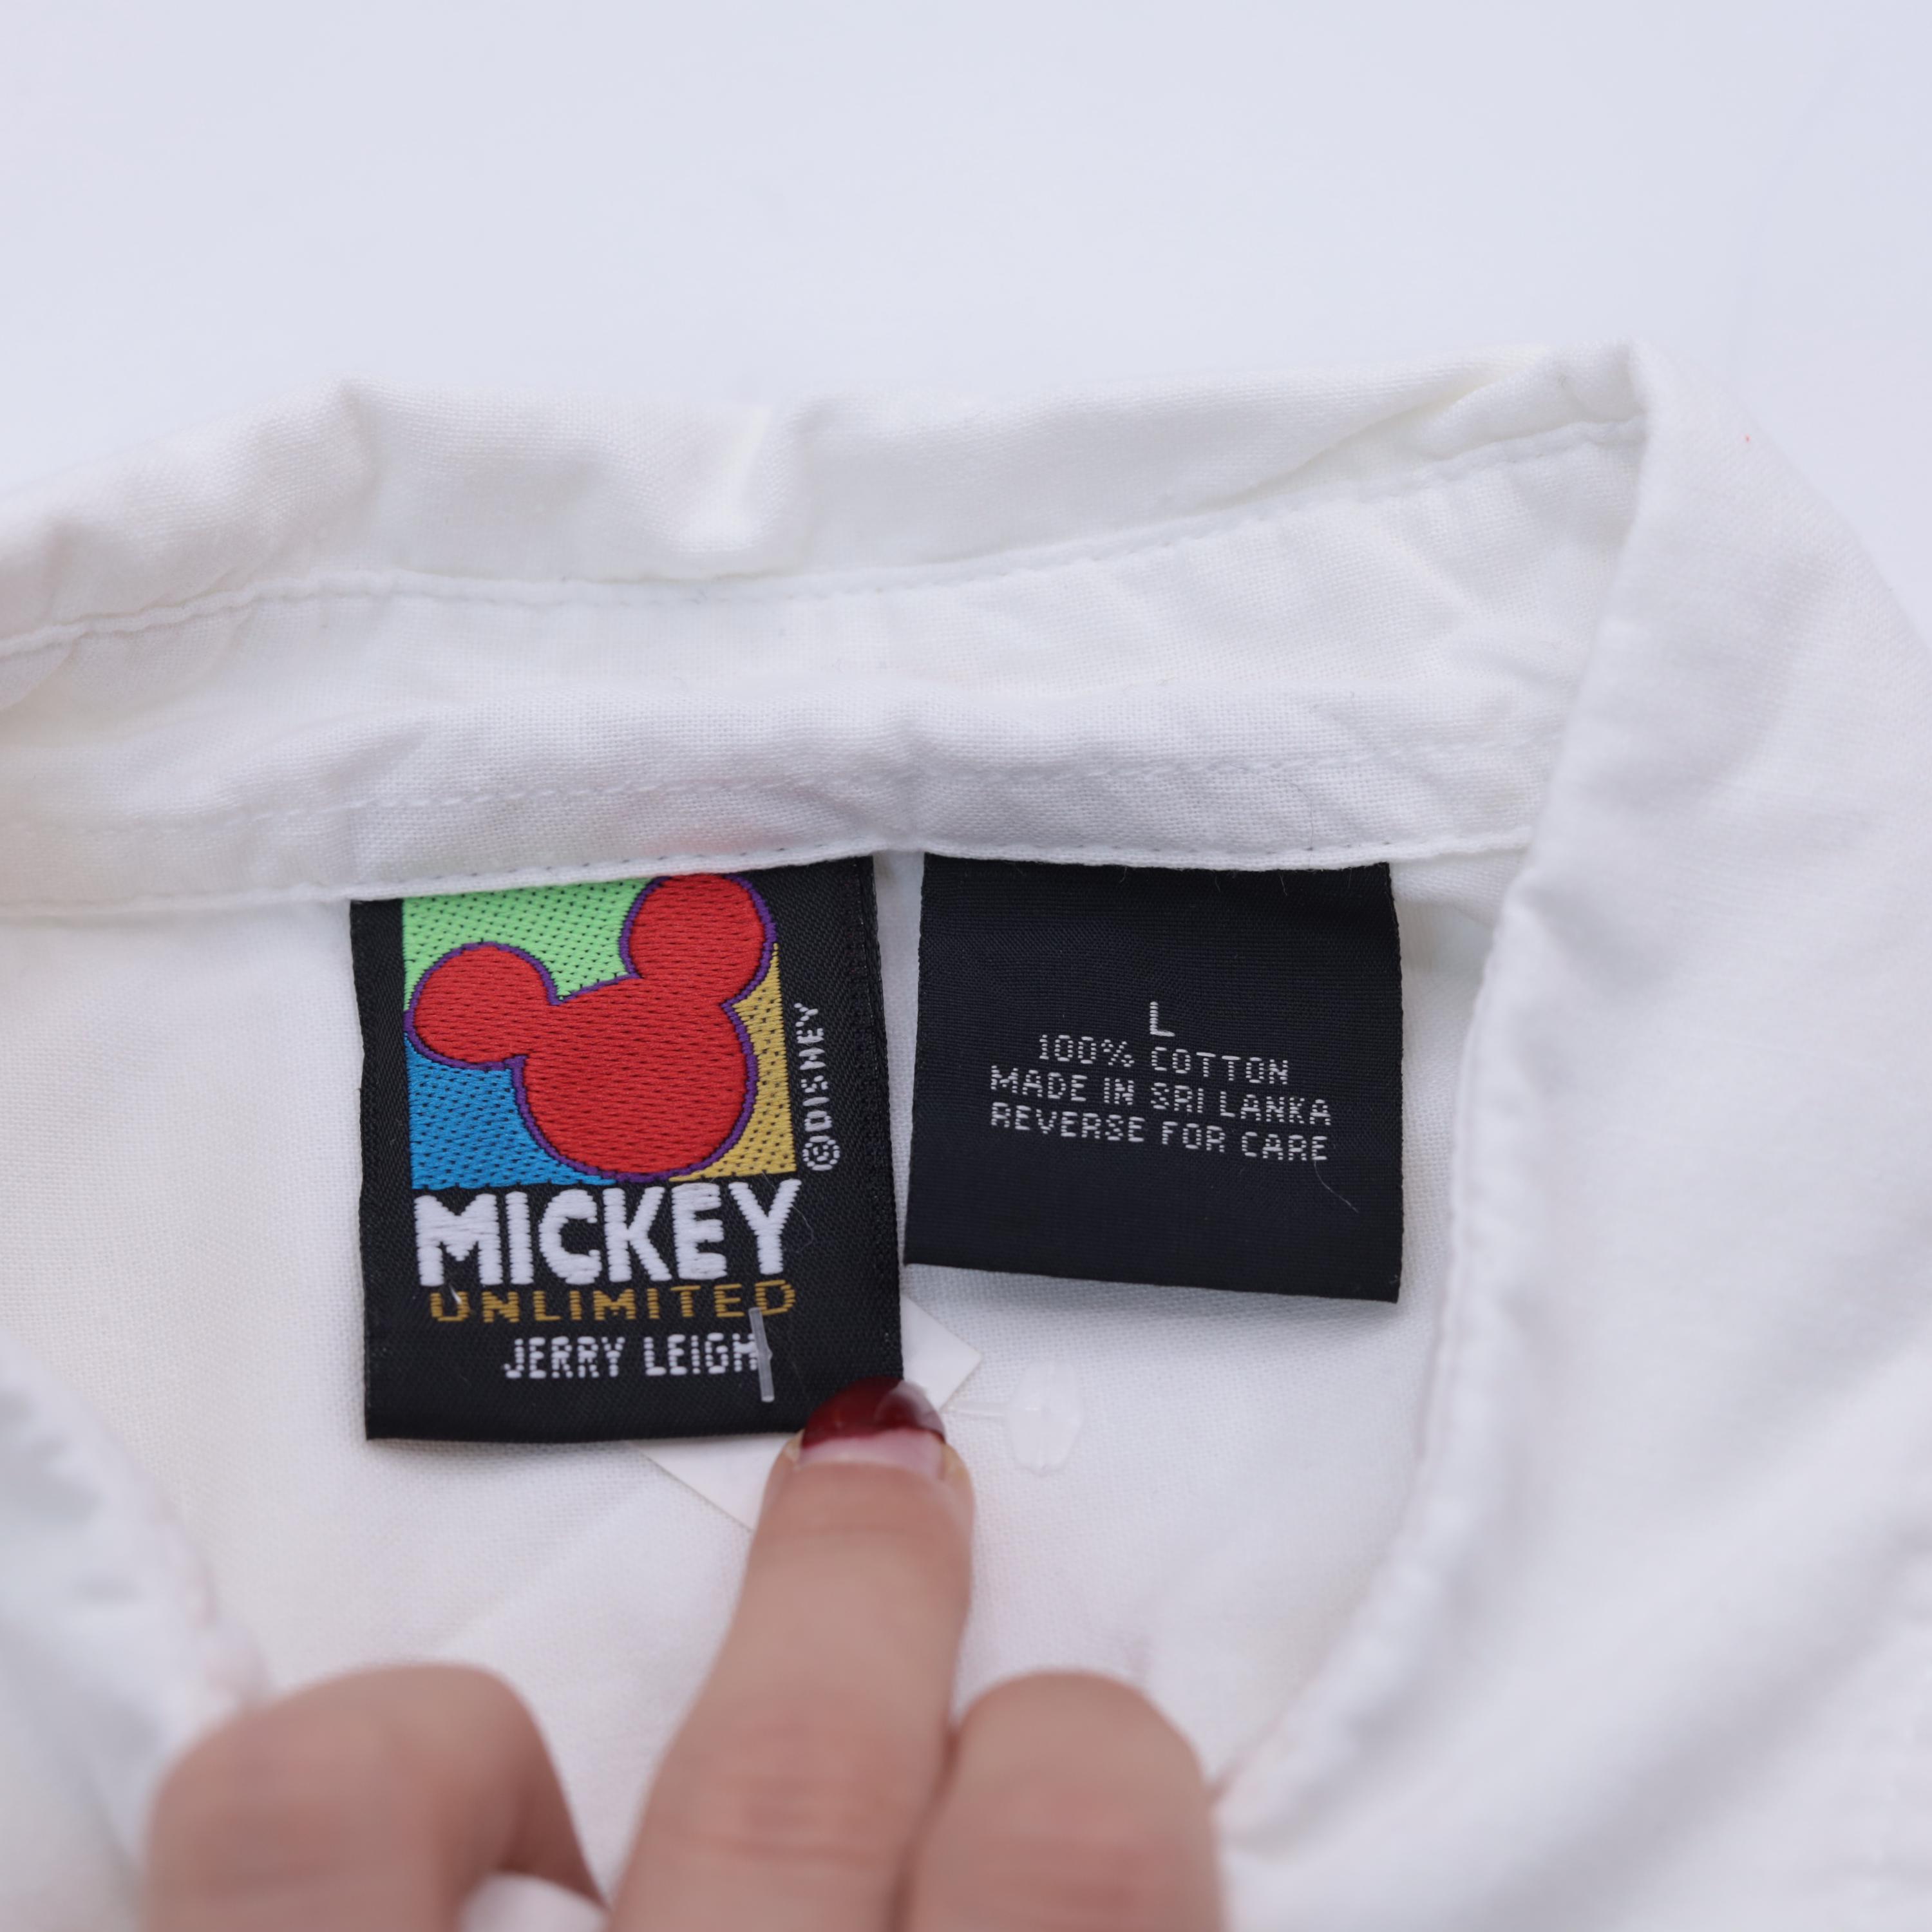 ©DISNEY
MICKEY
UNLIMITED
JERRY LEIGH
L
100% COTTON
MADE IN SRI LANKA
REVERSE FOR CARE